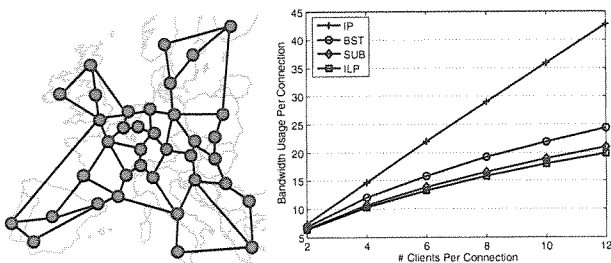 45
40
35
30
25
20
15
10
5
Bandwidth Usage Per Connection
IP
BST
SUB
ILP
2 4 6 8 10 12
# Clients Per Connection